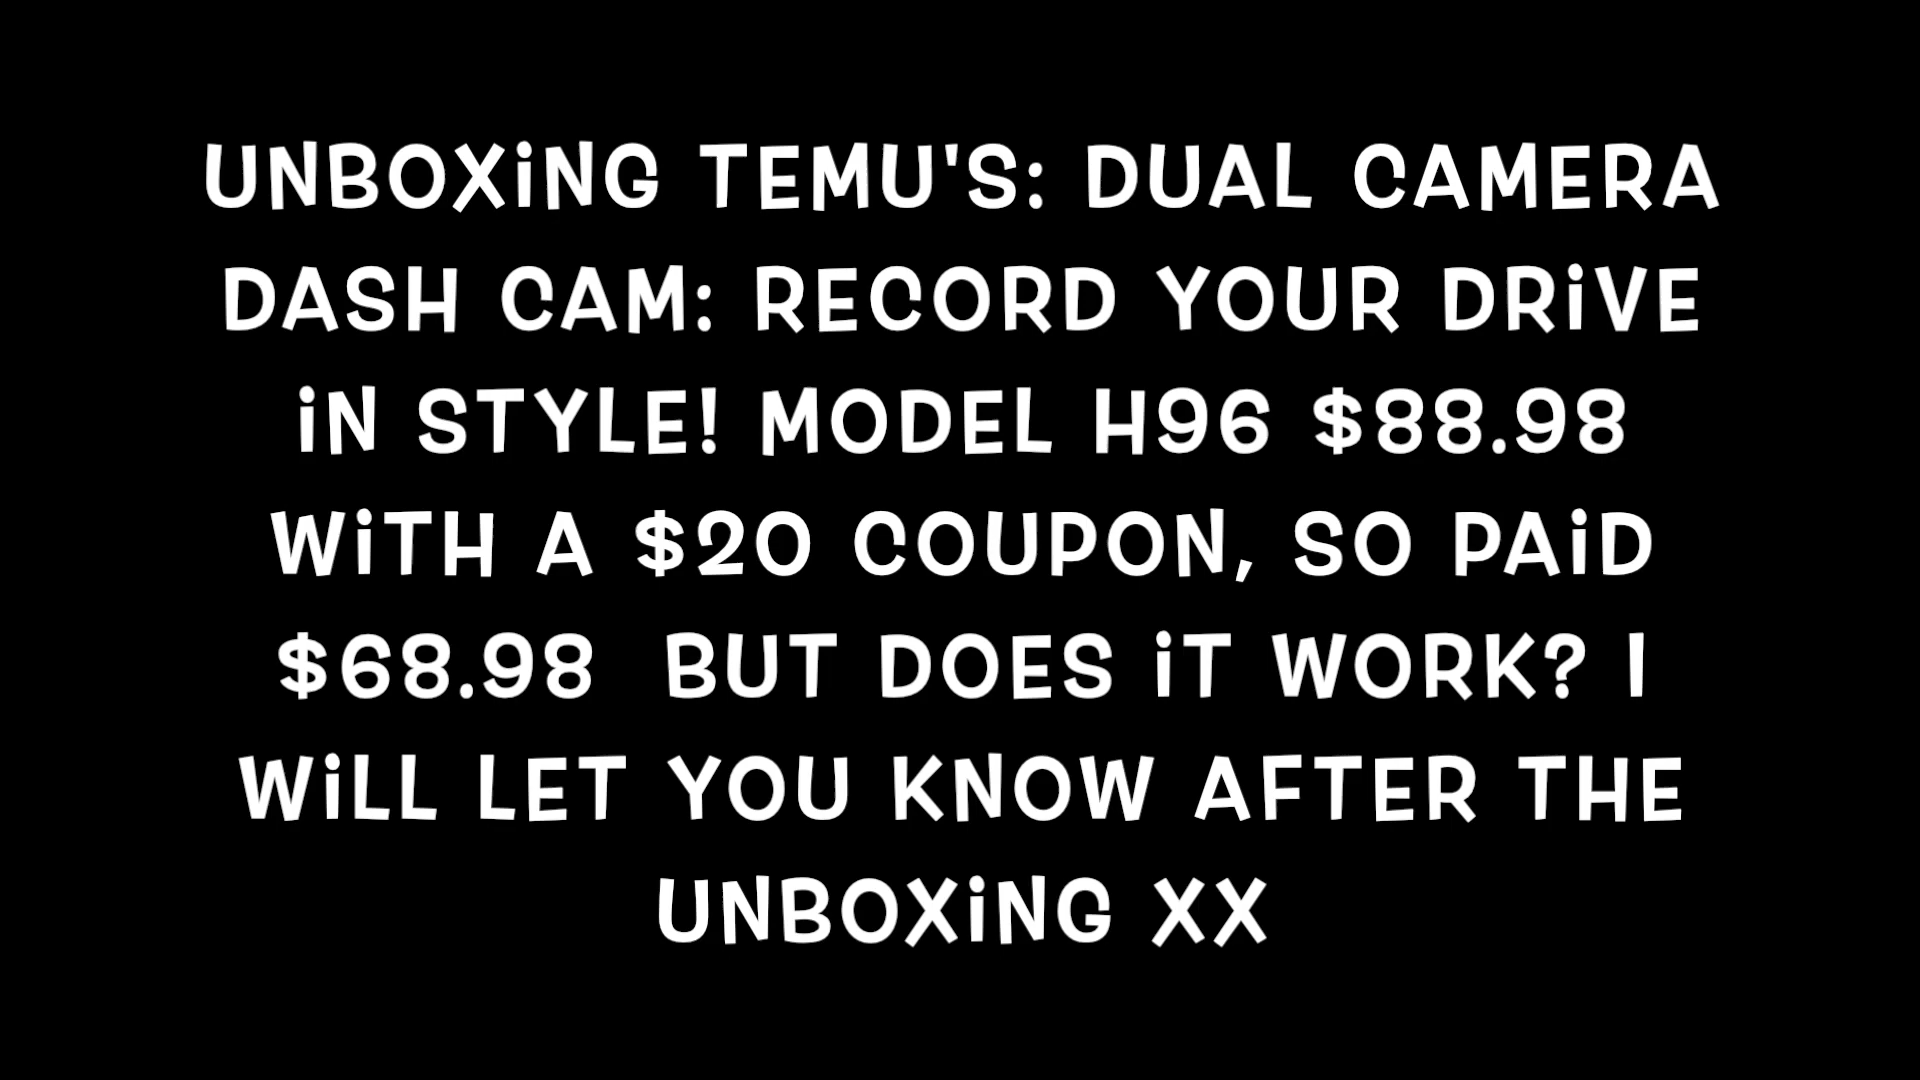 UNBOXiNG TEMU'S: DUAL CAMERA
DASH CAM: RECORD YOUR DRiVE
iN STYLE! MODEL H96 $88.98
WiTH A $20 COUPON, SO PAiD
$68.98  BUT DOES iT WORK? I
WiLL LET YOU KNOW AFTER THE
UNBOXiNG XX